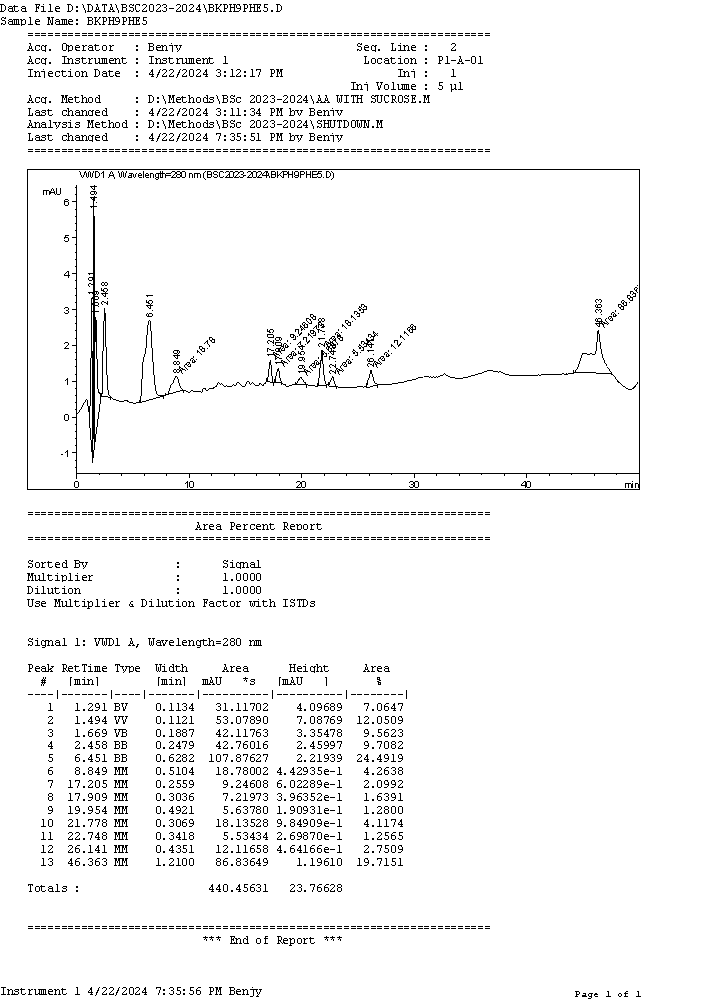 Data File D:\DATA\BSC2023-2024\BKPH9PHE5.D
Sample Name: BKPH9PHE5
=====================================================================
Acq. Operator   : Benjy                          Seq. Line :   2
Acq. Instrument : Instrument 1                    Location : P1-A-01
Injection Date  : 4/22/2024 3:12:17 PM                 Inj :   1
Inj Volume : 5 µl
Acq. Method     : D:\Methods\BSc 2023-2024\AA WITH SUCROSE.M
Last changed    : 4/22/2024 3:11:34 PM by Benjy
Analysis Method : D:\Methods\BSc 2023-2024\SHUTDOWN.M
Last changed    : 4/22/2024 7:35:51 PM by Benjy
=====================================================================
VWD1 A, Wavelength=280 nm (BSC2023-2024\BKPH9PHE5.D)
mAU
6
5
4
3
2
1
0
-1
1.291
1.494
1.669
2.458
6.451
8.849
Area: 18.78
17.205
Area: 9.24608
17.909
Area: 7.21973
19.954
21.778
Area: 18.1353
22.748
Area: 5.53434
26.141
Area: 12.1166
46.363
Area: 86.836
0 10 20 30 40 min
=====================================================================
Area Percent Report
=====================================================================
Sorted By             :      Signal
Multiplier            :      1.0000
Dilution              :      1.0000
Use Multiplier & Dilution Factor with ISTDs
Signal 1: VWD1 A, Wavelength=280 nm
Peak RetTime Type  Width     Area      Height     Area
#   [min]        [min]  mAU   *s   [mAU   ]      %
----|-------|----|-------|----------|----------|--------|
1   1.291 BV    0.1134   31.11702    4.09689   7.0647
2   1.494 VV    0.1121   53.07890    7.08769  12.0509
3   1.669 VB    0.1887   42.11763    3.35478   9.5623
4   2.458 BB    0.2479   42.76016    2.45997   9.7082
5   6.451 BB    0.6282  107.87627    2.21939  24.4919
6   8.849 MM    0.5104   18.78002 4.42935e-1   4.2638
7  17.205 MM    0.2559    9.24608 6.02289e-1   2.0992
8  17.909 MM    0.3036    7.21973 3.96352e-1   1.6391
9  19.954 MM    0.4921    5.63780 1.90931e-1   1.2800
10  21.778 MM    0.3069   18.13528 9.84909e-1   4.1174
11  22.748 MM    0.3418    5.53434 2.69870e-1   1.2565
12  26.141 MM    0.4351   12.11658 4.64166e-1   2.7509
13  46.363 MM    1.2100   86.83649    1.19610  19.7151
Totals :                  440.45631   23.76628
=====================================================================
*** End of Report ***
Instrument 1 4/22/2024 7:35:56 PM Benjy                Page 1 of 1